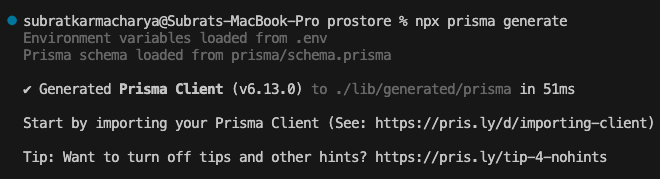 subratkarmacharya@Subrats-MacBook-Pro prostore % npx prisma generate
Environment variables loaded from .env
Prisma schema loaded from prisma/schema.prisma
✔ Generated Prisma Client (v6.13.0) to ./lib/generated/prisma in 51ms
Start by importing your Prisma Client (See: https://pris.ly/d/importing-client)
Tip: Want to turn off tips and other hints? https://pris.ly/tip-4-nohints